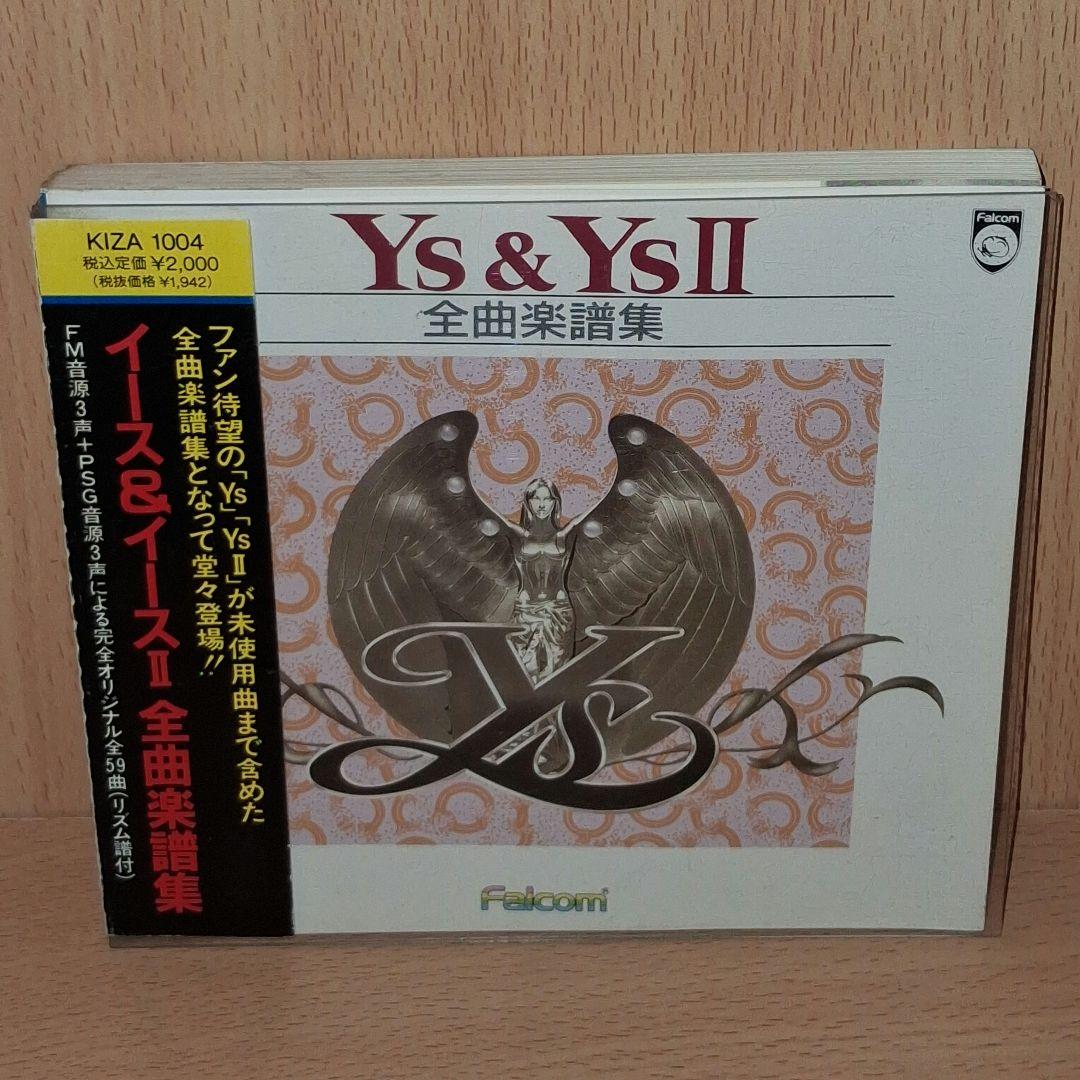 Ys & Ys II
全曲楽譜集
Falcom
KIZA 1004
税込定価 ¥2,000
(税抜価格 ¥1,942)
ファン待望の「Ys」「Ys II」が未使用曲まで含めた
全曲楽譜集となって堂々登場!!
イース&イースII 全曲楽譜集
FM音源3声+PSG音源3声による完全オリジナル全59曲(リズム譜付)
Ys
Falcom